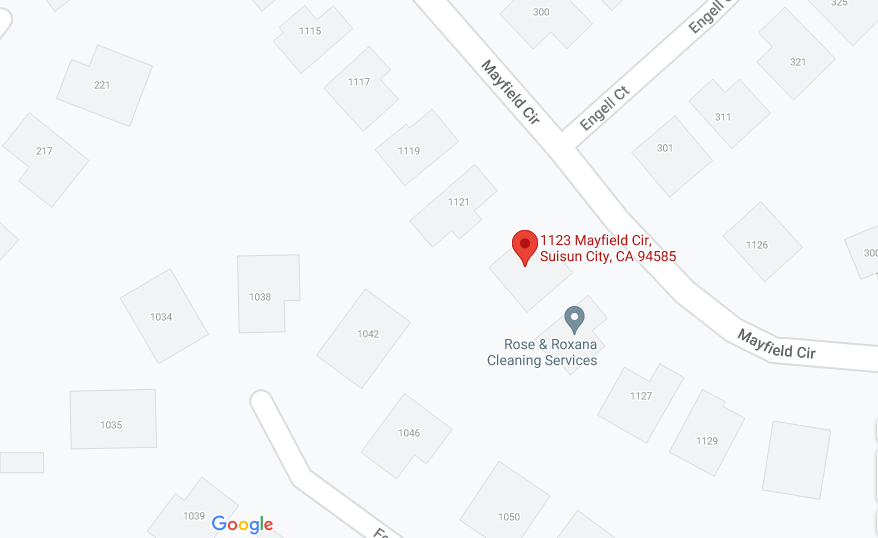 300
325
Engell C
1115
Mayfield Cir
321
1117
221
Engell Ct
311
217
1119
301
1121
1123 Mayfield Cir,
Suisun City, CA 94585
1126
300
1038
1034
1042
Rose & Roxana
Cleaning Services
Mayfield Cir
1127
1035
1046
1129
1039
Google
1050